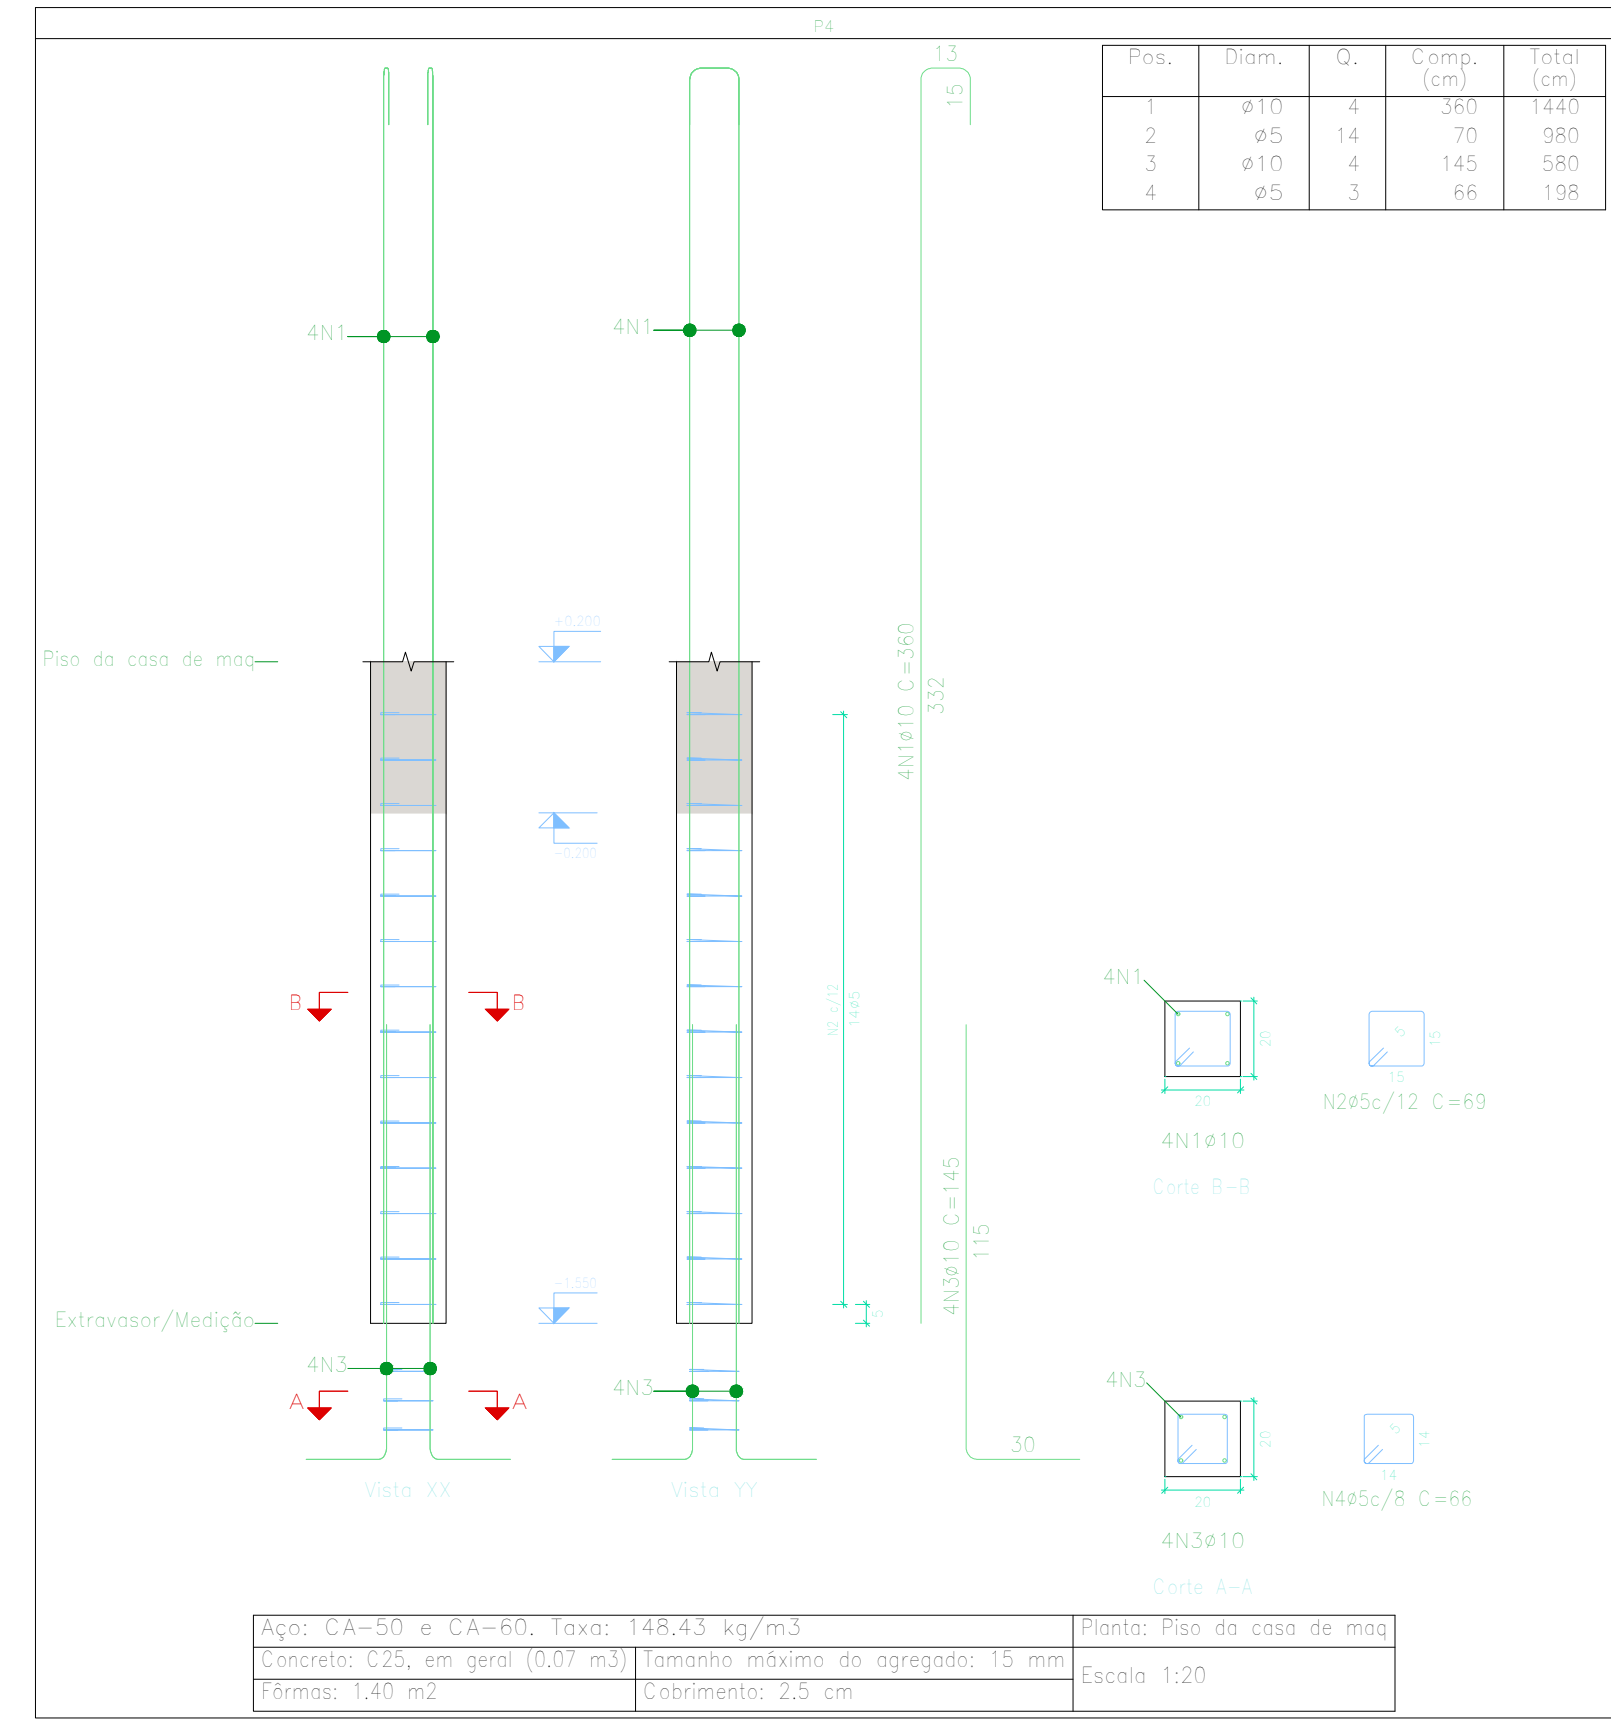 P4
Pos. Diam. Q. Comp. (cm) Total (cm)
1 ø10 4 360 1440
2 ø5 14 70 980
3 ø10 4 145 580
4 ø5 3 66 198
13
15
4N1
4N1
4N1ø10 C=360
332
+0.200
Piso da casa de maq
-0.200
B B
N2 c/12
14ø5
4N1
20
20
4N1ø10
Corte B-B
5
15
15
N2ø5c/12 C=69
4N3ø10 C=145
115
30
-1.550
5
Extravasor/Medição
4N3
4N3
A A
Vista XX
Vista YY
4N3
20
20
4N3ø10
Corte A-A
5
14
14
N4ø5c/8 C=66
Aço: CA-50 e CA-60. Taxa: 148.43 kg/m3
Planta: Piso da casa de maq
Concreto: C25, em geral (0.07 m3)
Tamanho máximo do agregado: 15 mm
Escala 1:20
Fôrmas: 1.40 m2
Cobrimento: 2.5 cm